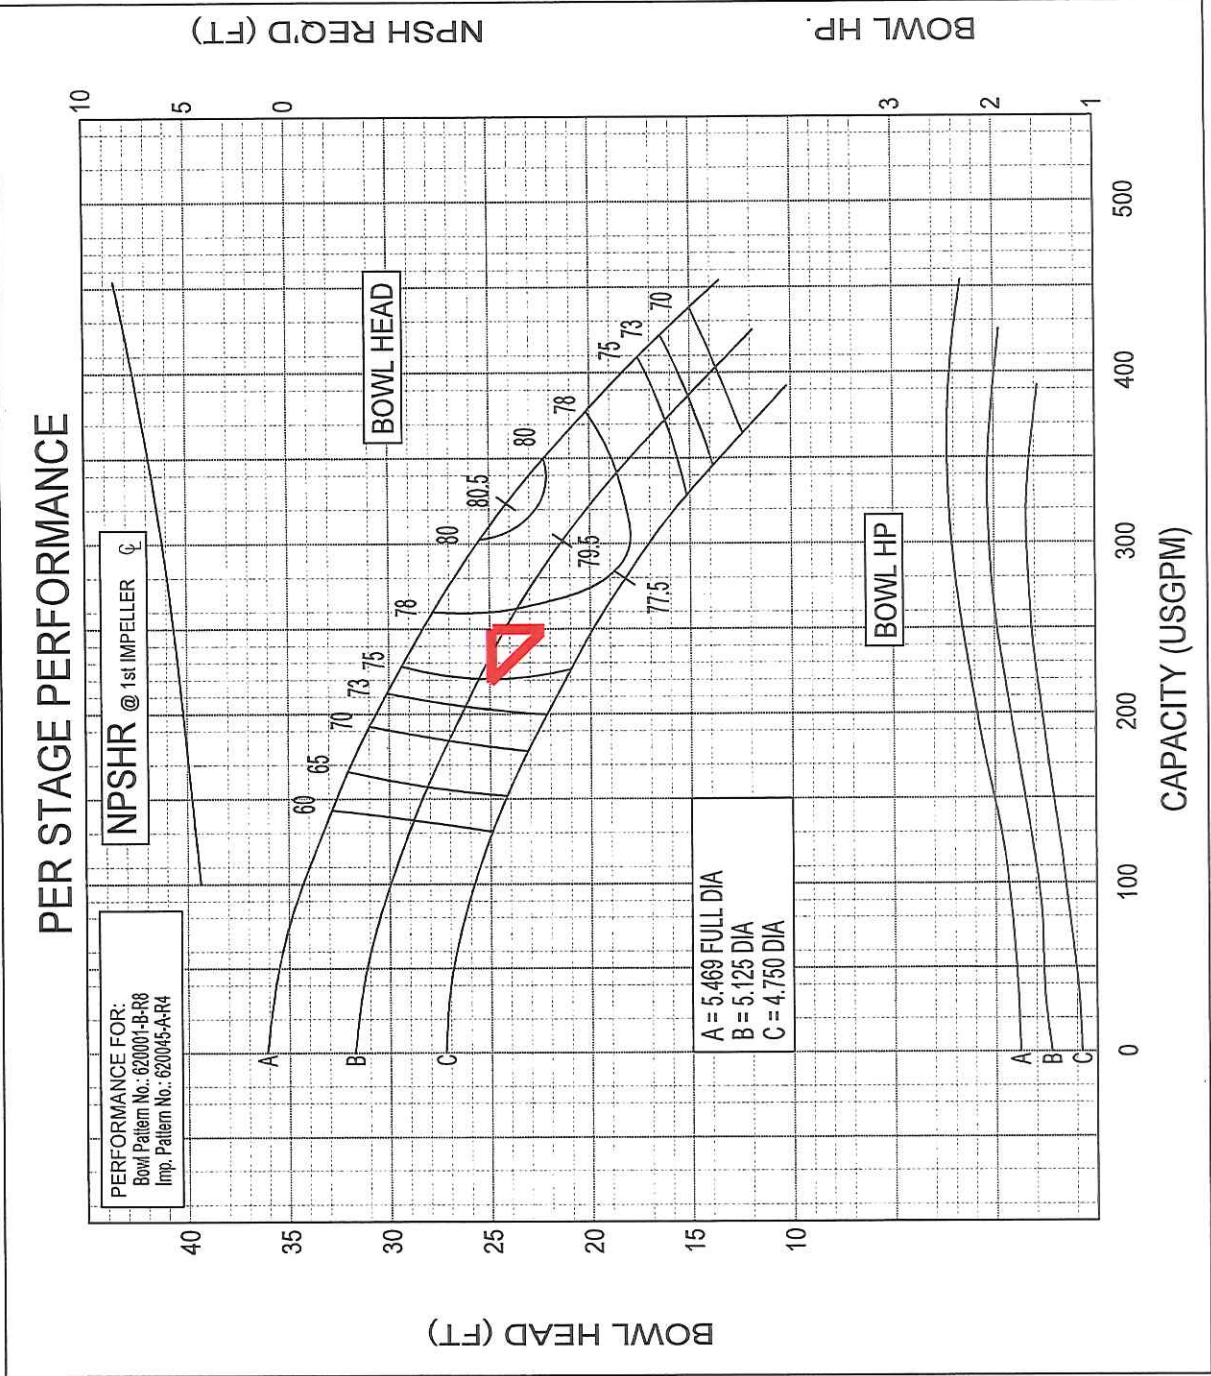 PER STAGE PERFORMANCE
PERFORMANCE FOR:
Bowl Pattern No.: 620001-B-R8
Imp. Pattern No.: 620045-A-R4
NPSHR @ 1st IMPELLER ℄
BOWL HEAD
BOWL HP
A = 5.469 FULL DIA
B = 5.125 DIA
C = 4.750 DIA
BOWL HEAD (FT)
40
35
30
25
20
15
10
NPSH REQ'D (FT)
10
5
0
BOWL HP.
3
2
1
A
B
C
60
65
70
73
75
78
80
80.5
80
78
75
73
70
79.5
77.5
A
B
C
0
100
200
300
400
500
CAPACITY (USGPM)